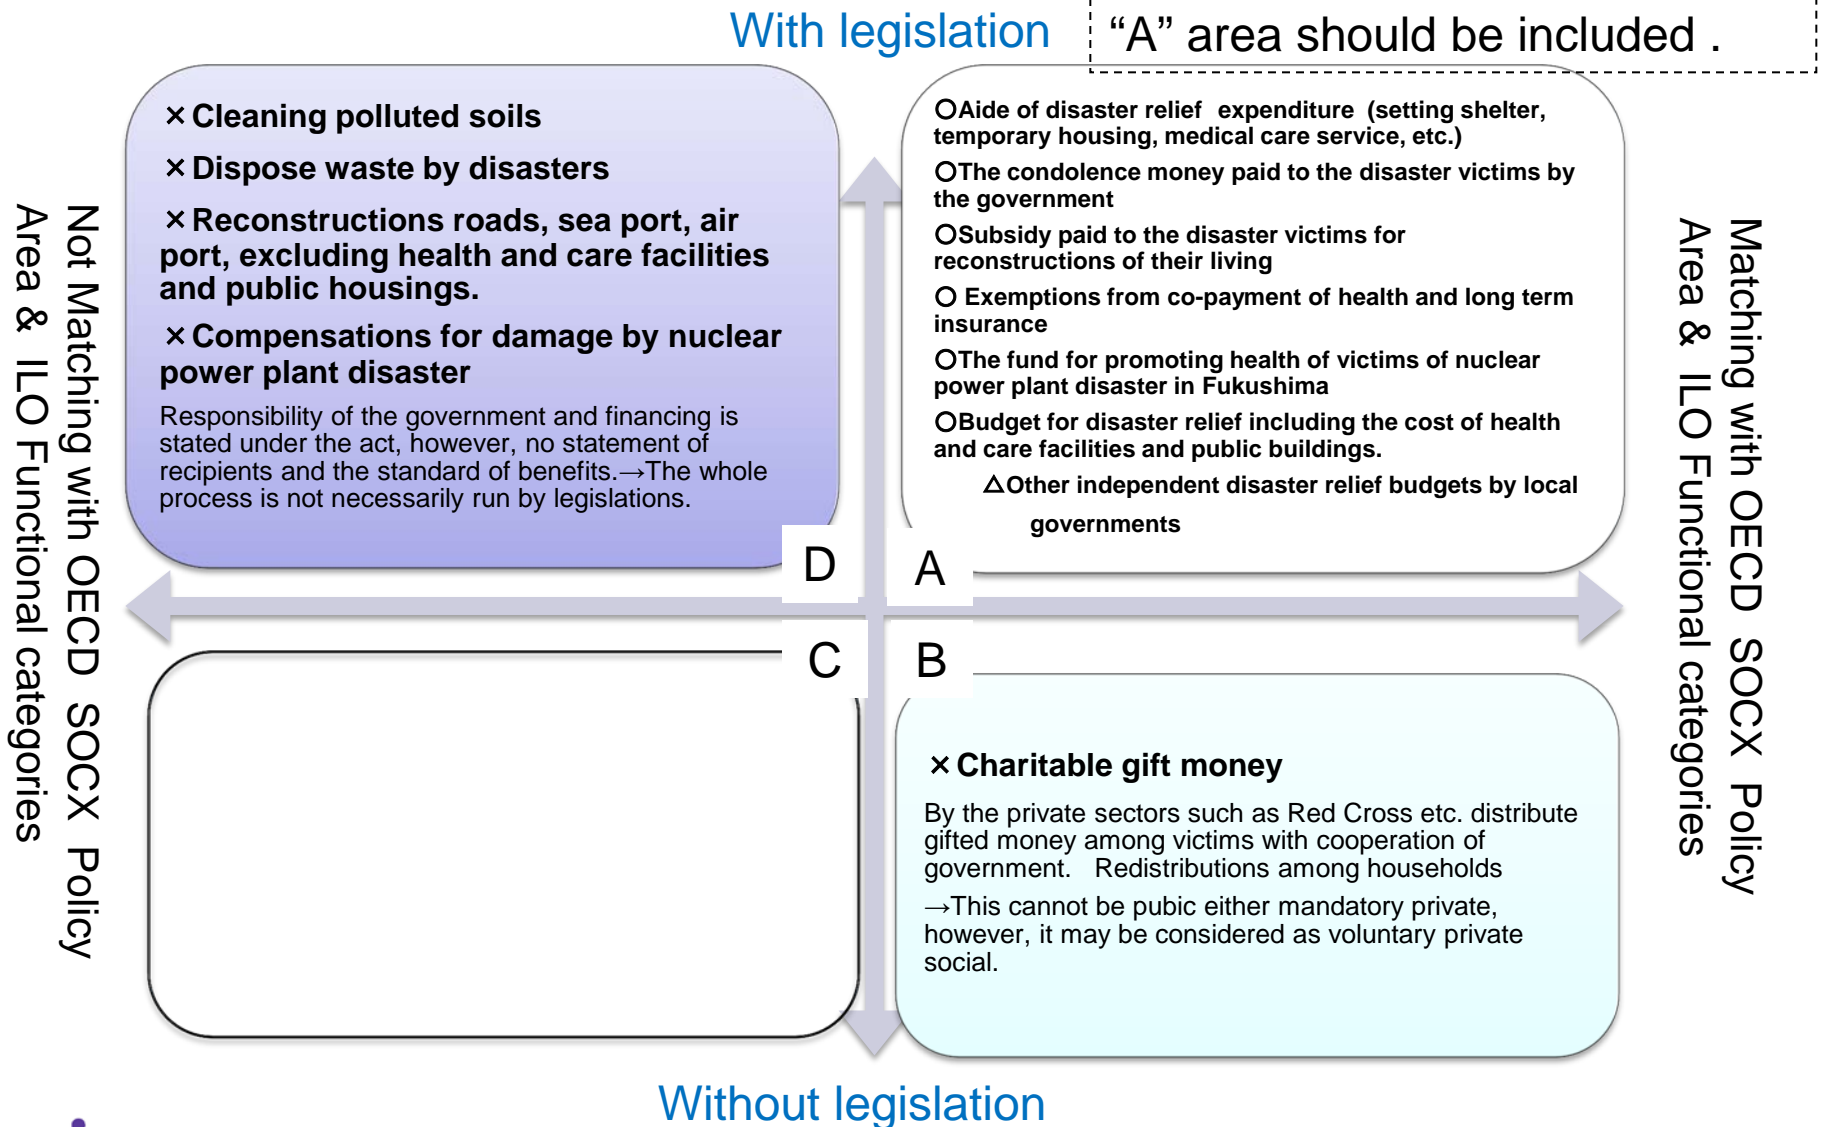 With legislation
“A” area should be included .
Not Matching with OECD SOCX Policy
Area & ILO Functional categories
×Cleaning polluted soils
×Dispose waste by disasters
×Reconstructions roads, sea port, air
port, excluding health and care facilities
and public housings.
×Compensations for damage by nuclear
power plant disaster
Responsibility of the government and financing is
stated under the act, however, no statement of
recipients and the standard of benefits.→The whole
process is not necessarily run by legislations.
D
○Aide of disaster relief expenditure (setting shelter,
temporary housing, medical care service, etc.)
○The condolence money paid to the disaster victims by
the government
○Subsidy paid to the disaster victims for
reconstructions of their living
○ Exemptions from co-payment of health and long term
insurance
○The fund for promoting health of victims of nuclear
power plant disaster in Fukushima
○Budget for disaster relief including the cost of health
and care facilities and public buildings.
△Other independent disaster relief budgets by local
governments
A
Matching with OECD SOCX Policy
Area & ILO Functional categories
C
B
×Charitable gift money
By the private sectors such as Red Cross etc. distribute
gifted money among victims with cooperation of
government. Redistributions among households
→This cannot be pubic either mandatory private,
however, it may be considered as voluntary private
social.
Without legislation